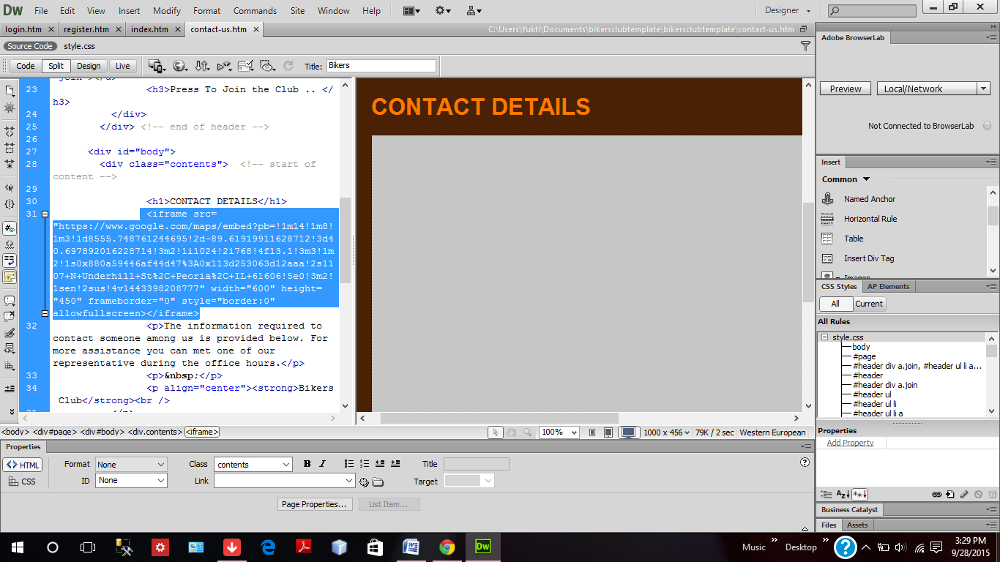 Dw File Edit View Insert Modify Format Commands Site Window Help Designer
login.htm register.htm index.htm contact-us.htm C:\Users\Yukti\Documents\bikersclubtemplate\bikersclubtemplate\contact-us.htm
Source Code style.css
Code Split Design Live Title: Bikers
23 <h3>Press To Join the Club .. </
h3>
24 </div>
25 </div> <!-- end of header -->
26
27 <div id="body">
28 <div class="contents"> <!-- start of
content -->
29
30 <h1>CONTACT DETAILS</h1>
31 <iframe src=
"https://www.google.com/maps/embed?pb=!1m14!1m8!
1m3!1d8555.748761244695!2d-89.61919911628712!3d4
0.697892016228714!3m2!1i1024!2i768!4f13.1!3m3!1m
2!1s0x880a59446af44d47%3A0x113d253063d12aaa!2s11
07+N+Underhill+St%2C+Peoria%2C+IL+61606!5e0!3m2!
1sen!2sus!4v1443398208777" width="600" height=
"450" frameborder="0" style="border:0"
allowfullscreen></iframe>
32 <p>The information required to
contact someone among us is provided below. For
more assistance you can met one of our
representative during the office hours.</p>
33 <p>&nbsp;</p>
34 <p align="center"><strong>Bikers
Club</strong><br />
CONTACT DETAILS
<body> <div#page> <div#body> <div.contents> <iframe> 100% 1000 x 456 79K / 2 sec Western European
Properties
HTML Format None Class contents B I Title
CSS ID None Link Target
Page Properties... List Item...
Adobe BrowserLab
Preview Local/Network
Not Connected to BrowserLab
Insert
Common
Named Anchor
Horizontal Rule
Table
Insert Div Tag
Images
CSS Styles AP Elements
All Current
All Rules
style.css
body
#page
#header div a.join, #header ul li a...
#header
#header div a.join
#header ul
#header ul li
#header ul li a
Properties
Add Property
Business Catalyst
Files Assets
Music Desktop 3:29 PM
9/28/2015